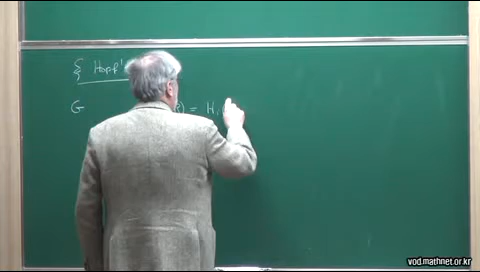 § Hopf's
G ) = H
vod.mathnet.or.kr